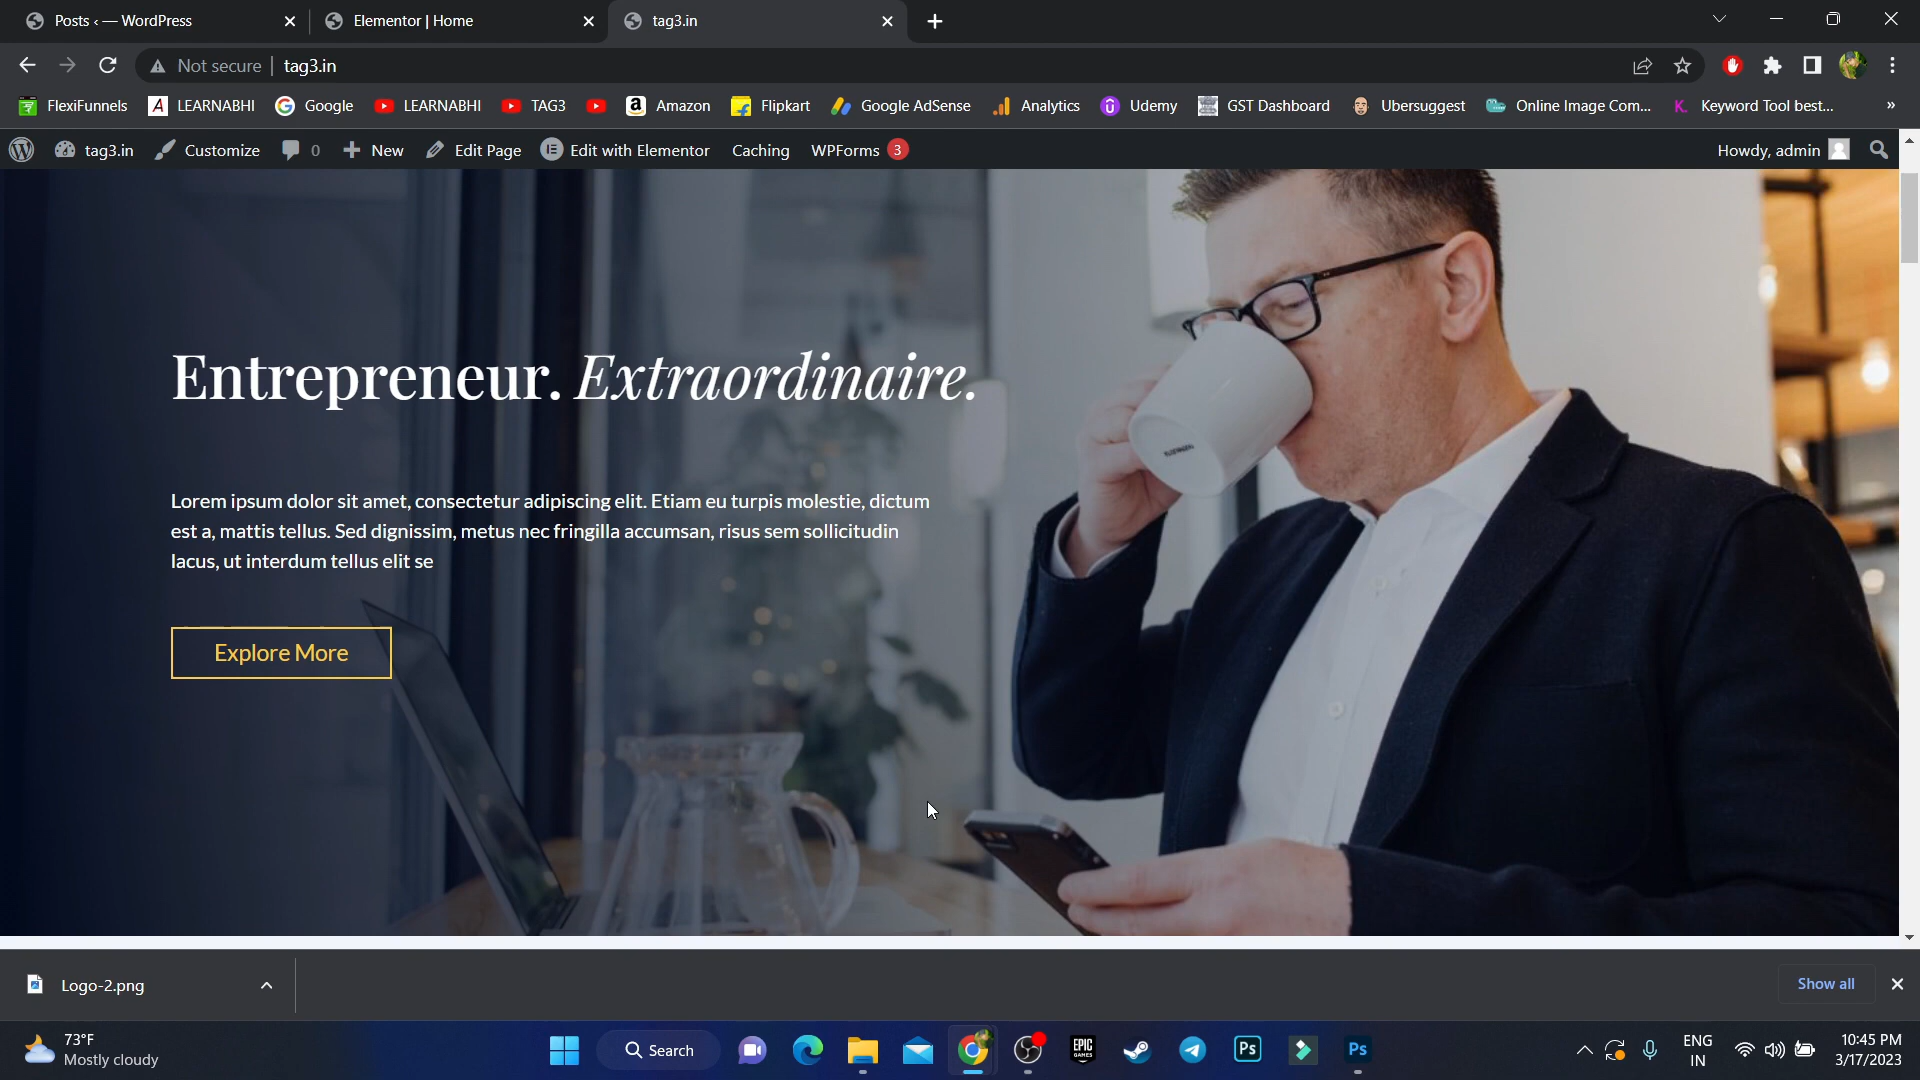 Posts ‹ — WordPress
Elementor | Home
tag3.in
Not secure | tag3.in
FlexiFunnels
LEARNABHI
Google
LEARNABHI
TAG3
Amazon
Flipkart
Google AdSense
Analytics
Udemy
GST Dashboard
Ubersuggest
Online Image Com...
Keyword Tool best...
»
tag3.in
Customize
0
New
Edit Page
Edit with Elementor
Caching
WPForms 3
Howdy, admin
Entrepreneur. Extraordinaire.
Lorem ipsum dolor sit amet, consectetur adipiscing elit. Etiam eu turpis molestie, dictum
est a, mattis tellus. Sed dignissim, metus nec fringilla accumsan, risus sem sollicitudin
lacus, ut interdum tellus elit se
Explore More
Logo-2.png
Show all
73°F
Mostly cloudy
Search
EPIC
GAMES
Ps
Ps
ENG
IN
10:45 PM
3/17/2023